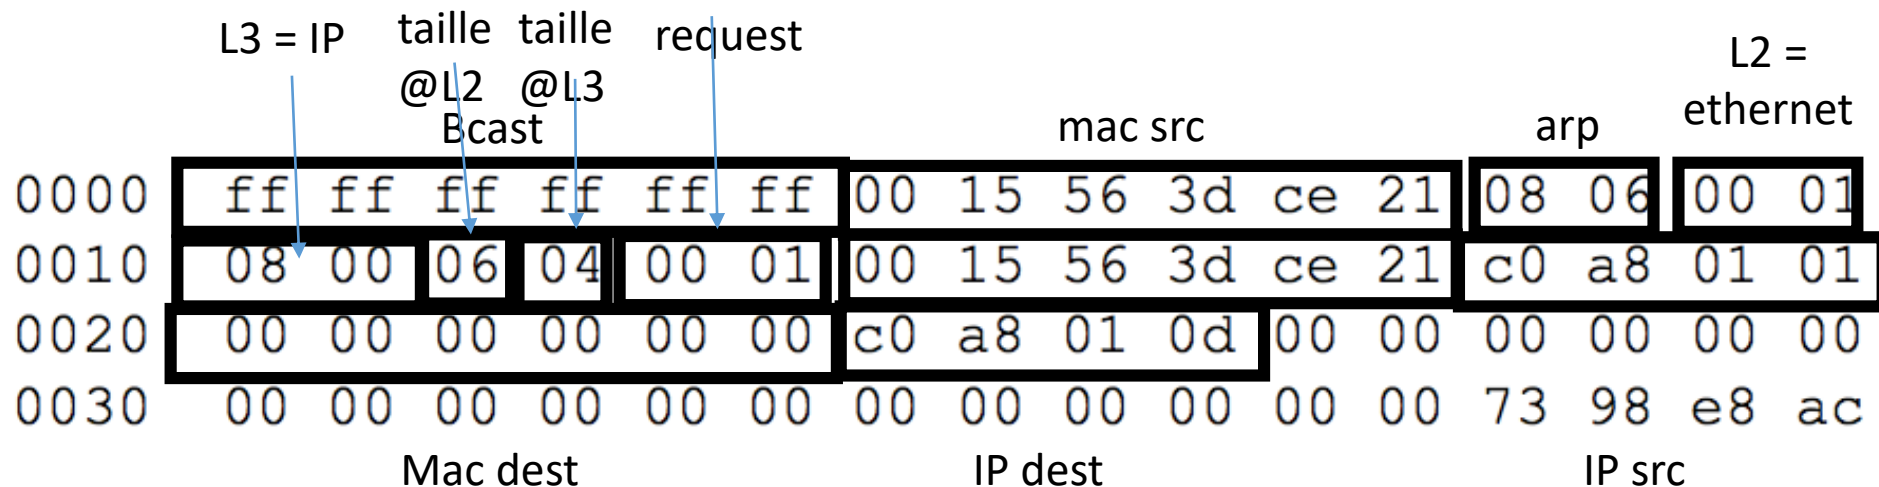 L3 = IP taille taille request L2 =
@L2 @L3 ethernet
Bcast mac src arp
0000 ff ff ff ff ff ff 00 15 56 3d ce 21 08 06 00 01
0010 08 00 06 04 00 01 00 15 56 3d ce 21 c0 a8 01 01
0020 00 00 00 00 00 00 c0 a8 01 0d 00 00 00 00 00 00
0030 00 00 00 00 00 00 00 00 00 00 00 00 73 98 e8 ac
Mac dest IP dest IP src